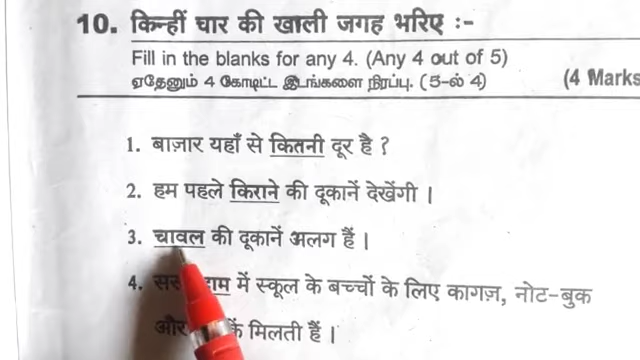 10. किन्हीं चार की खाली जगह भरिए :-
Fill in the blanks for any 4. (Any 4 out of 5)
ஏதேனும் 4 கோடிட்ட இடங்களை நிரப்பு. (5-ல் 4)
(4 Marks
1. बाज़ार यहाँ से कितनी दूर है ?
2. हम पहले किराने की दूकानें देखेंगी ।
3. चावल की दूकानें अलग हैं ।
4. में स्कूल के बच्चों के लिए कागज़, नोट-बुक
और मिलती हैं ।